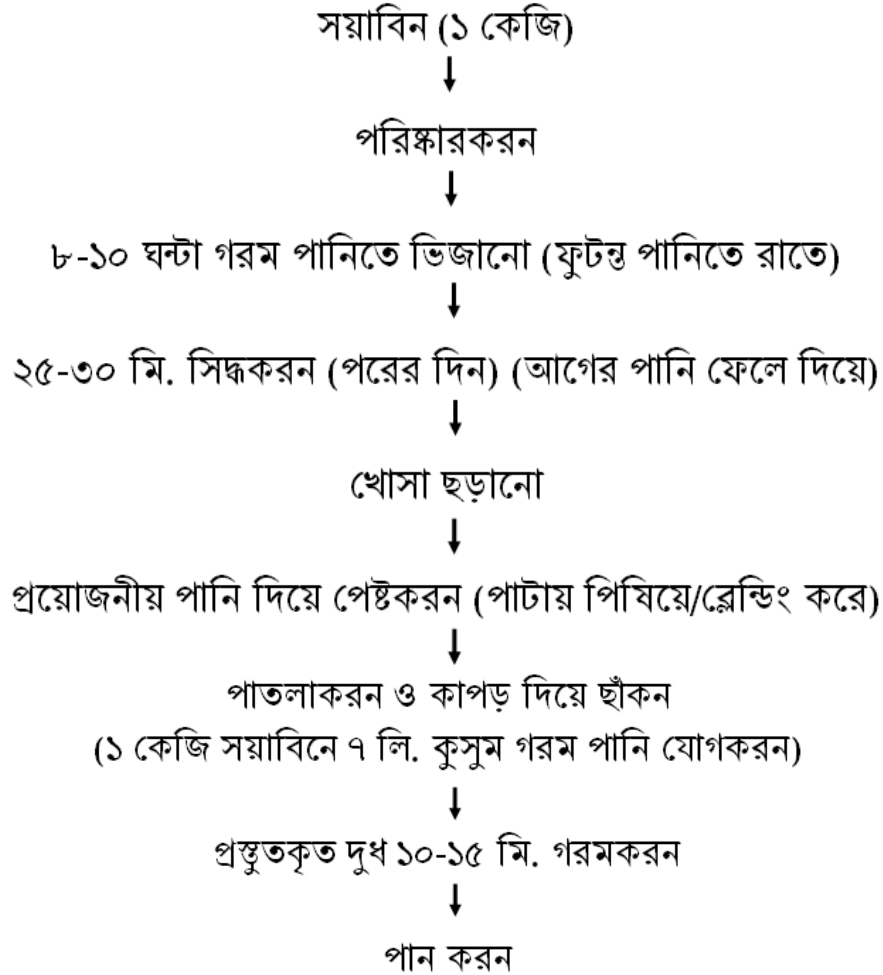 সয়াবিন (১ কেজি)
পরিষ্কারকরন
৮-১০ ঘন্টা গরম পানিতে ভিজানো (ফুটন্ত পানিতে রাতে)
২৫-৩০ মি. সিদ্ধকরন (পরের দিন) (আগের পানি ফেলে দিয়ে)
খোসা ছড়ানো
প্রয়োজনীয় পানি দিয়ে পেষ্টকরন (পাটায় পিষিয়ে/ব্লেন্ডিং করে)
পাতলাকরন ও কাপড় দিয়ে ছাঁকন
(১ কেজি সয়াবিনে ৭ লি. কুসুম গরম পানি যোগকরন)
প্রস্তুতকৃত দুধ ১০-১৫ মি. গরমকরন
পান করন